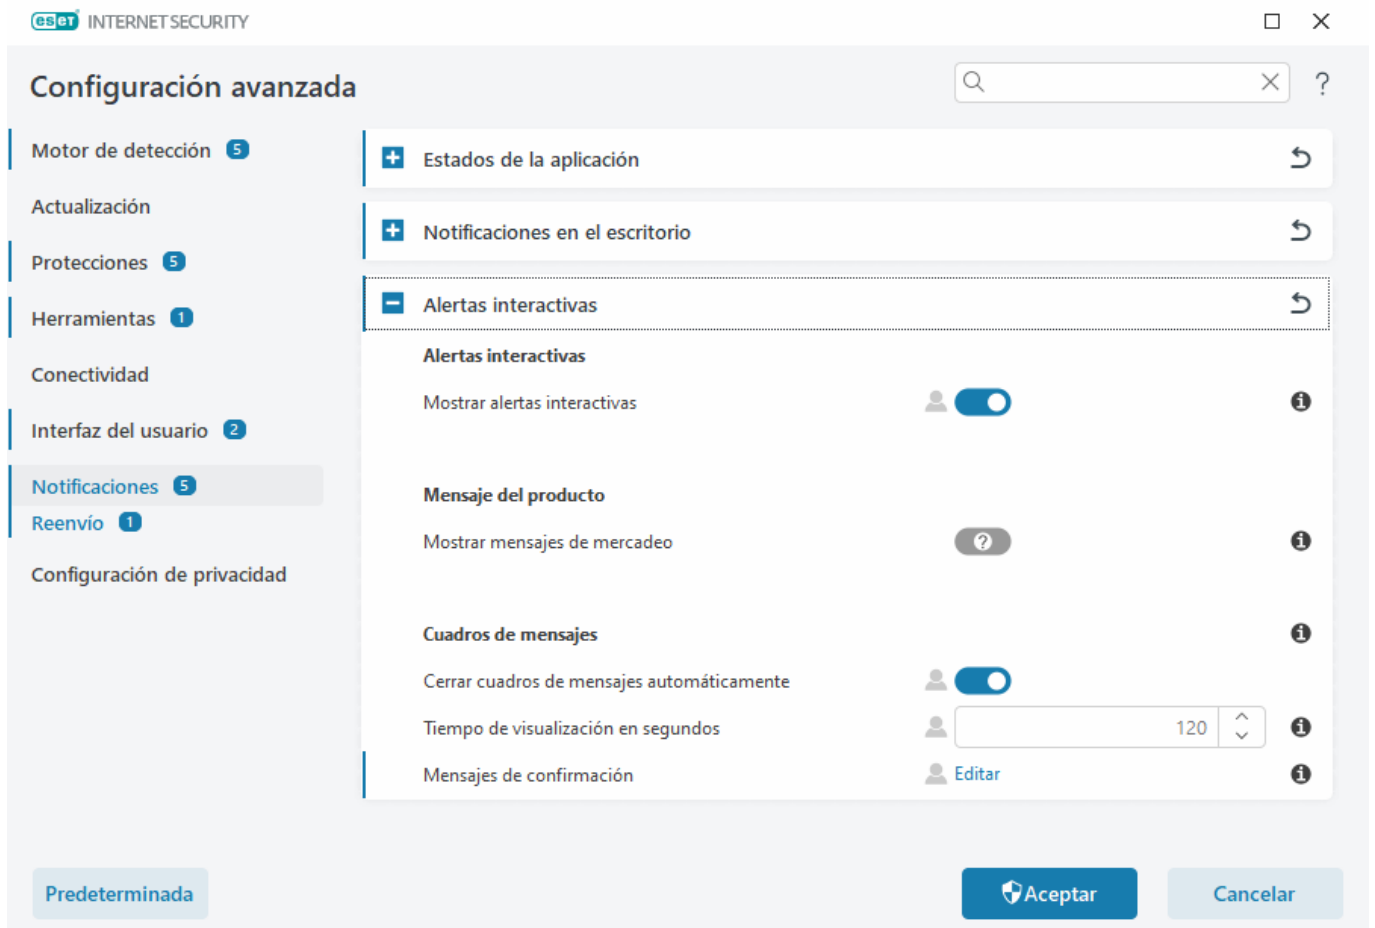 eset INTERNET SECURITY
Configuración avanzada
?
Motor de detección 5
Actualización
Protecciones 5
Herramientas 1
Conectividad
Interfaz del usuario 2
Notificaciones 5
Reenvío 1
Configuración de privacidad
Estados de la aplicación
Notificaciones en el escritorio
Alertas interactivas
Alertas interactivas
Mostrar alertas interactivas
Mensaje del producto
Mostrar mensajes de mercadeo ?
Cuadros de mensajes
Cerrar cuadros de mensajes automáticamente
Tiempo de visualización en segundos 120
Mensajes de confirmación Editar
Predeterminada Aceptar Cancelar